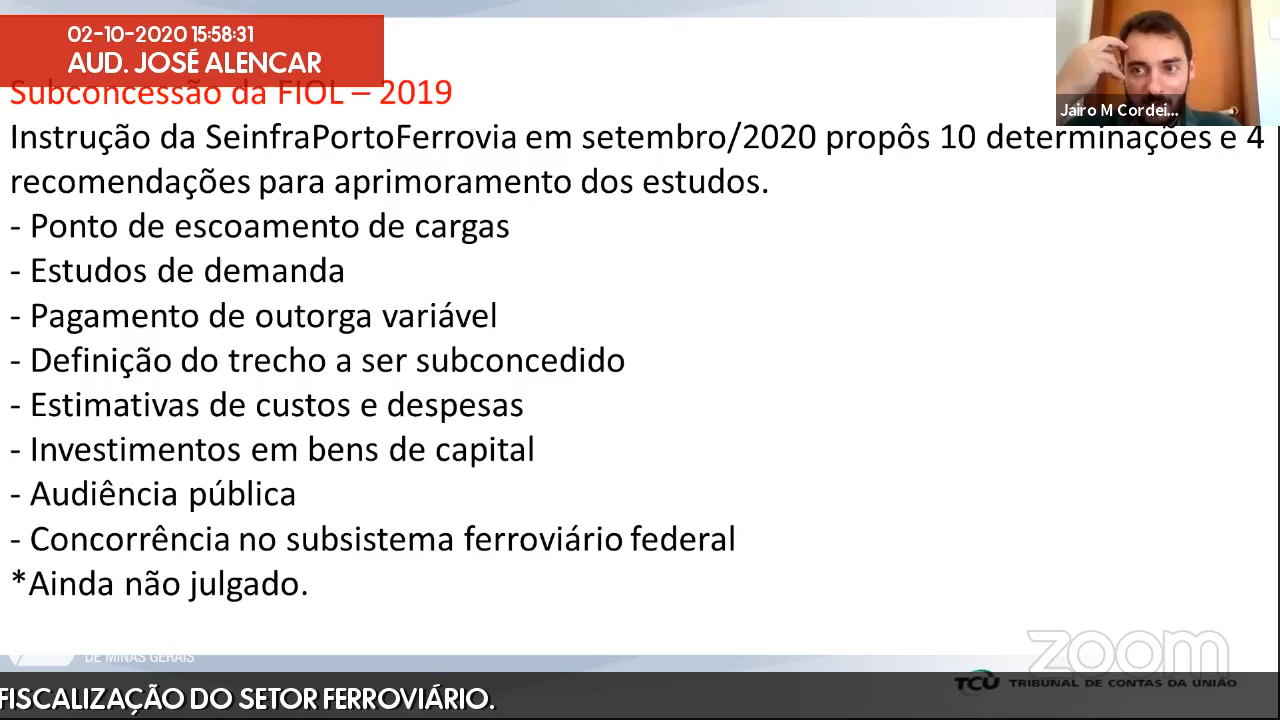 02-10-2020 15:58:31
AUD. JOSÉ ALENCAR
Subconcessão da FIOL – 2019
Jairo M Cordei...
Instrução da SeinfraPortoFerrovia em setembro/2020 propôs 10 determinações e 4
recomendações para aprimoramento dos estudos.
- Ponto de escoamento de cargas
- Estudos de demanda
- Pagamento de outorga variável
- Definição do trecho a ser subconcedido
- Estimativas de custos e despesas
- Investimentos em bens de capital
- Audiência pública
- Concorrência no subsistema ferroviário federal
*Ainda não julgado.
zoom
DE MINAS GERAIS
TCU TRIBUNAL DE CONTAS DA UNIÃO
FISCALIZAÇÃO DO SETOR FERROVIÁRIO.